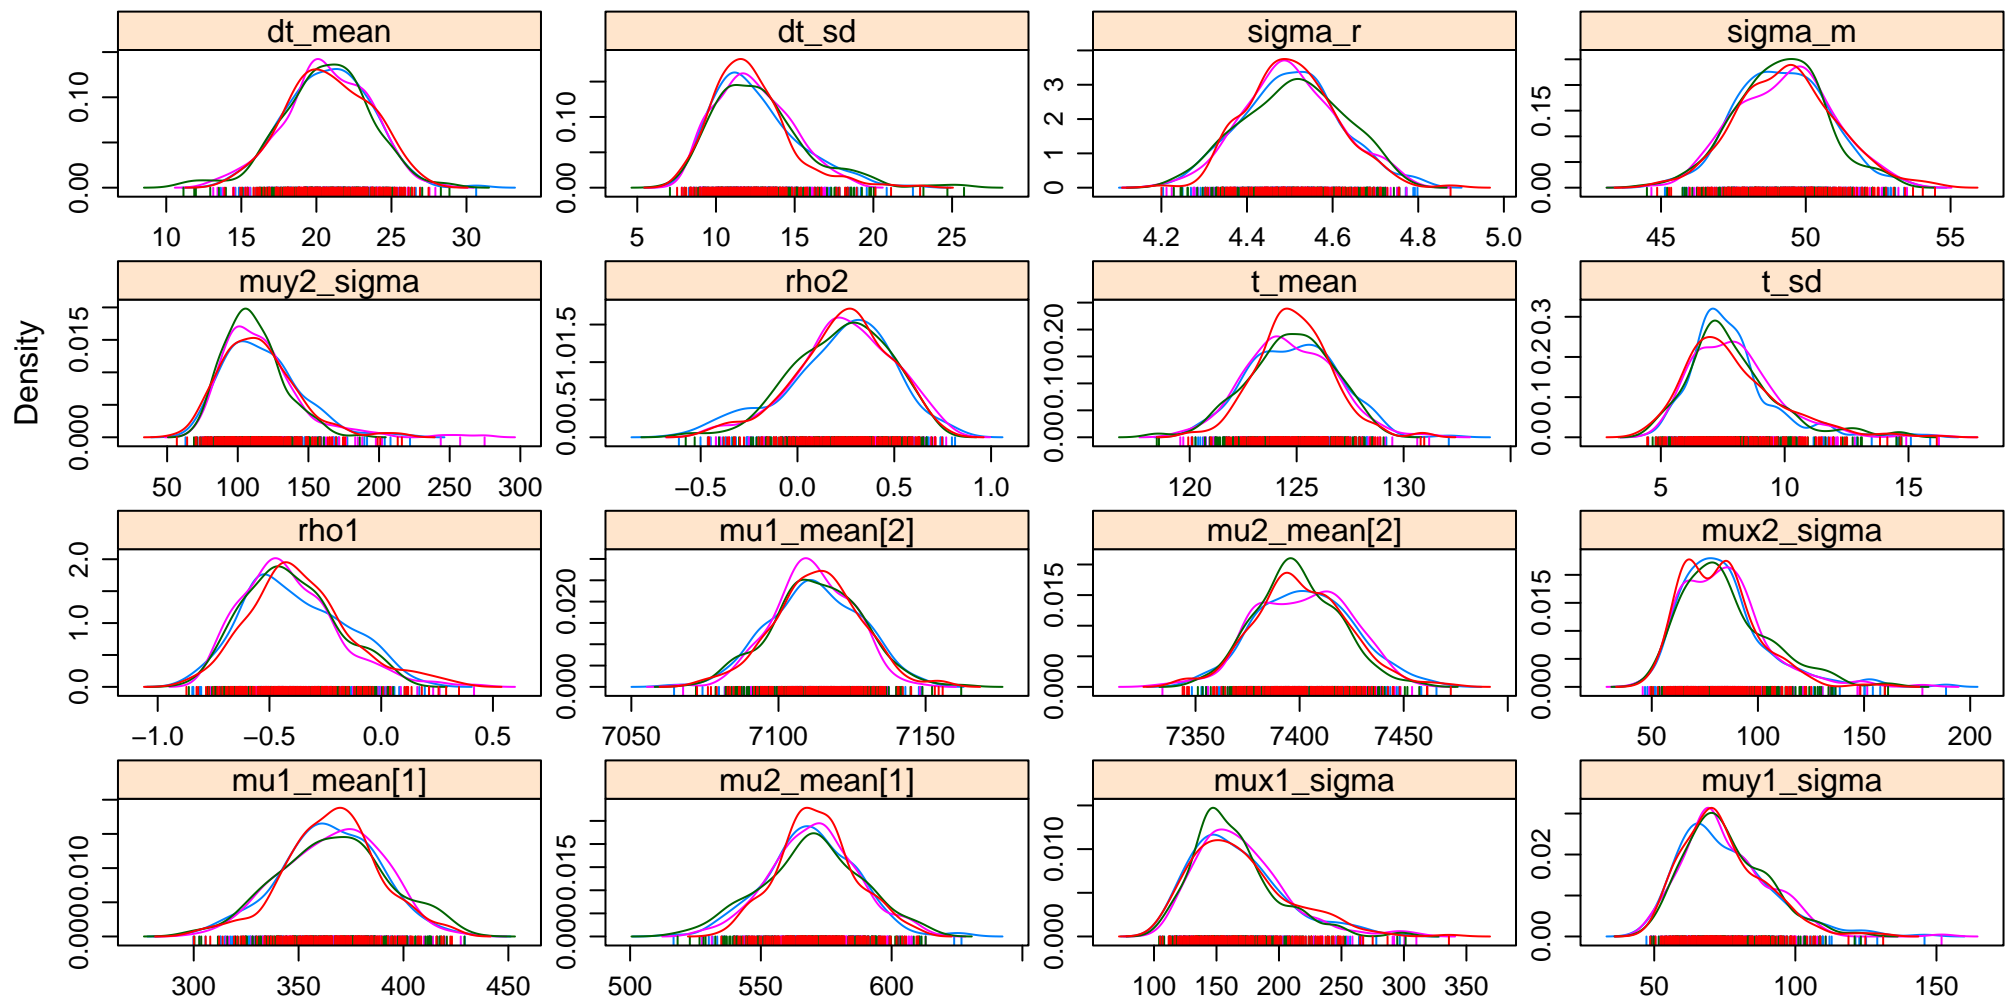 dt_mean dt_sd sigma_r sigma_m
0.00 0.10 0.00 0.10 0 1 2 3 0.00 0.15
10 15 20 25 30 5 10 15 20 25 4.2 4.4 4.6 4.8 5.0 45 50 55
muy2_sigma rho2 t_mean t_sd
0.000 0.015 0.0 0.5 1.0 1.5 0.00 0.10 0.20 0.0 0.1 0.2 0.3
50 100 150 200 250 300 −0.5 0.0 0.5 1.0 120 125 130 5 10 15
Density
rho1 mu1_mean[2] mu2_mean[2] mux2_sigma
0.0 1.0 2.0 0.000 0.020 0.000 0.015 0.000 0.015
−1.0 −0.5 0.0 0.5 7050 7100 7150 7350 7400 7450 50 100 150 200
mu1_mean[1] mu2_mean[1] mux1_sigma muy1_sigma
0.000 0.010 0.000 0.015 0.000 0.010 0.00 0.02
300 350 400 450 500 550 600 100 150 200 250 300 350 50 100 150